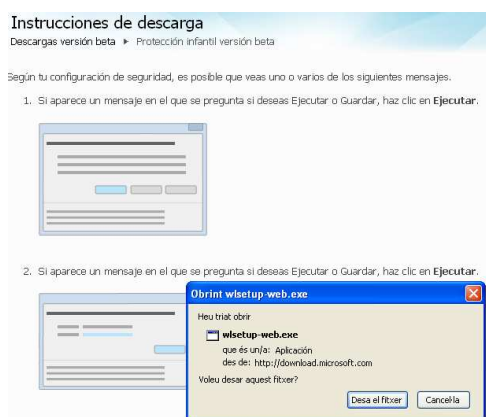 Instrucciones de descarga
Descargas versión beta ▸ Protección infantil versión beta
Según tu configuración de seguridad, es posible que veas uno o varios de los siguientes mensajes.
1. Si aparece un mensaje en el que se pregunta si deseas Ejecutar o Guardar, haz clic en Ejecutar.
2. Si aparece un mensaje en el que se pregunta si deseas Ejecutar o Guardar, haz clic en Ejecutar.
Obrint wlsetup-web.exe
Heu triat obrir
wlsetup-web.exe
que és un/a: Aplicación
des de: http://download.microsoft.com
Voleu desar aquest fitxer?
Desa el fitxer Cancel·la